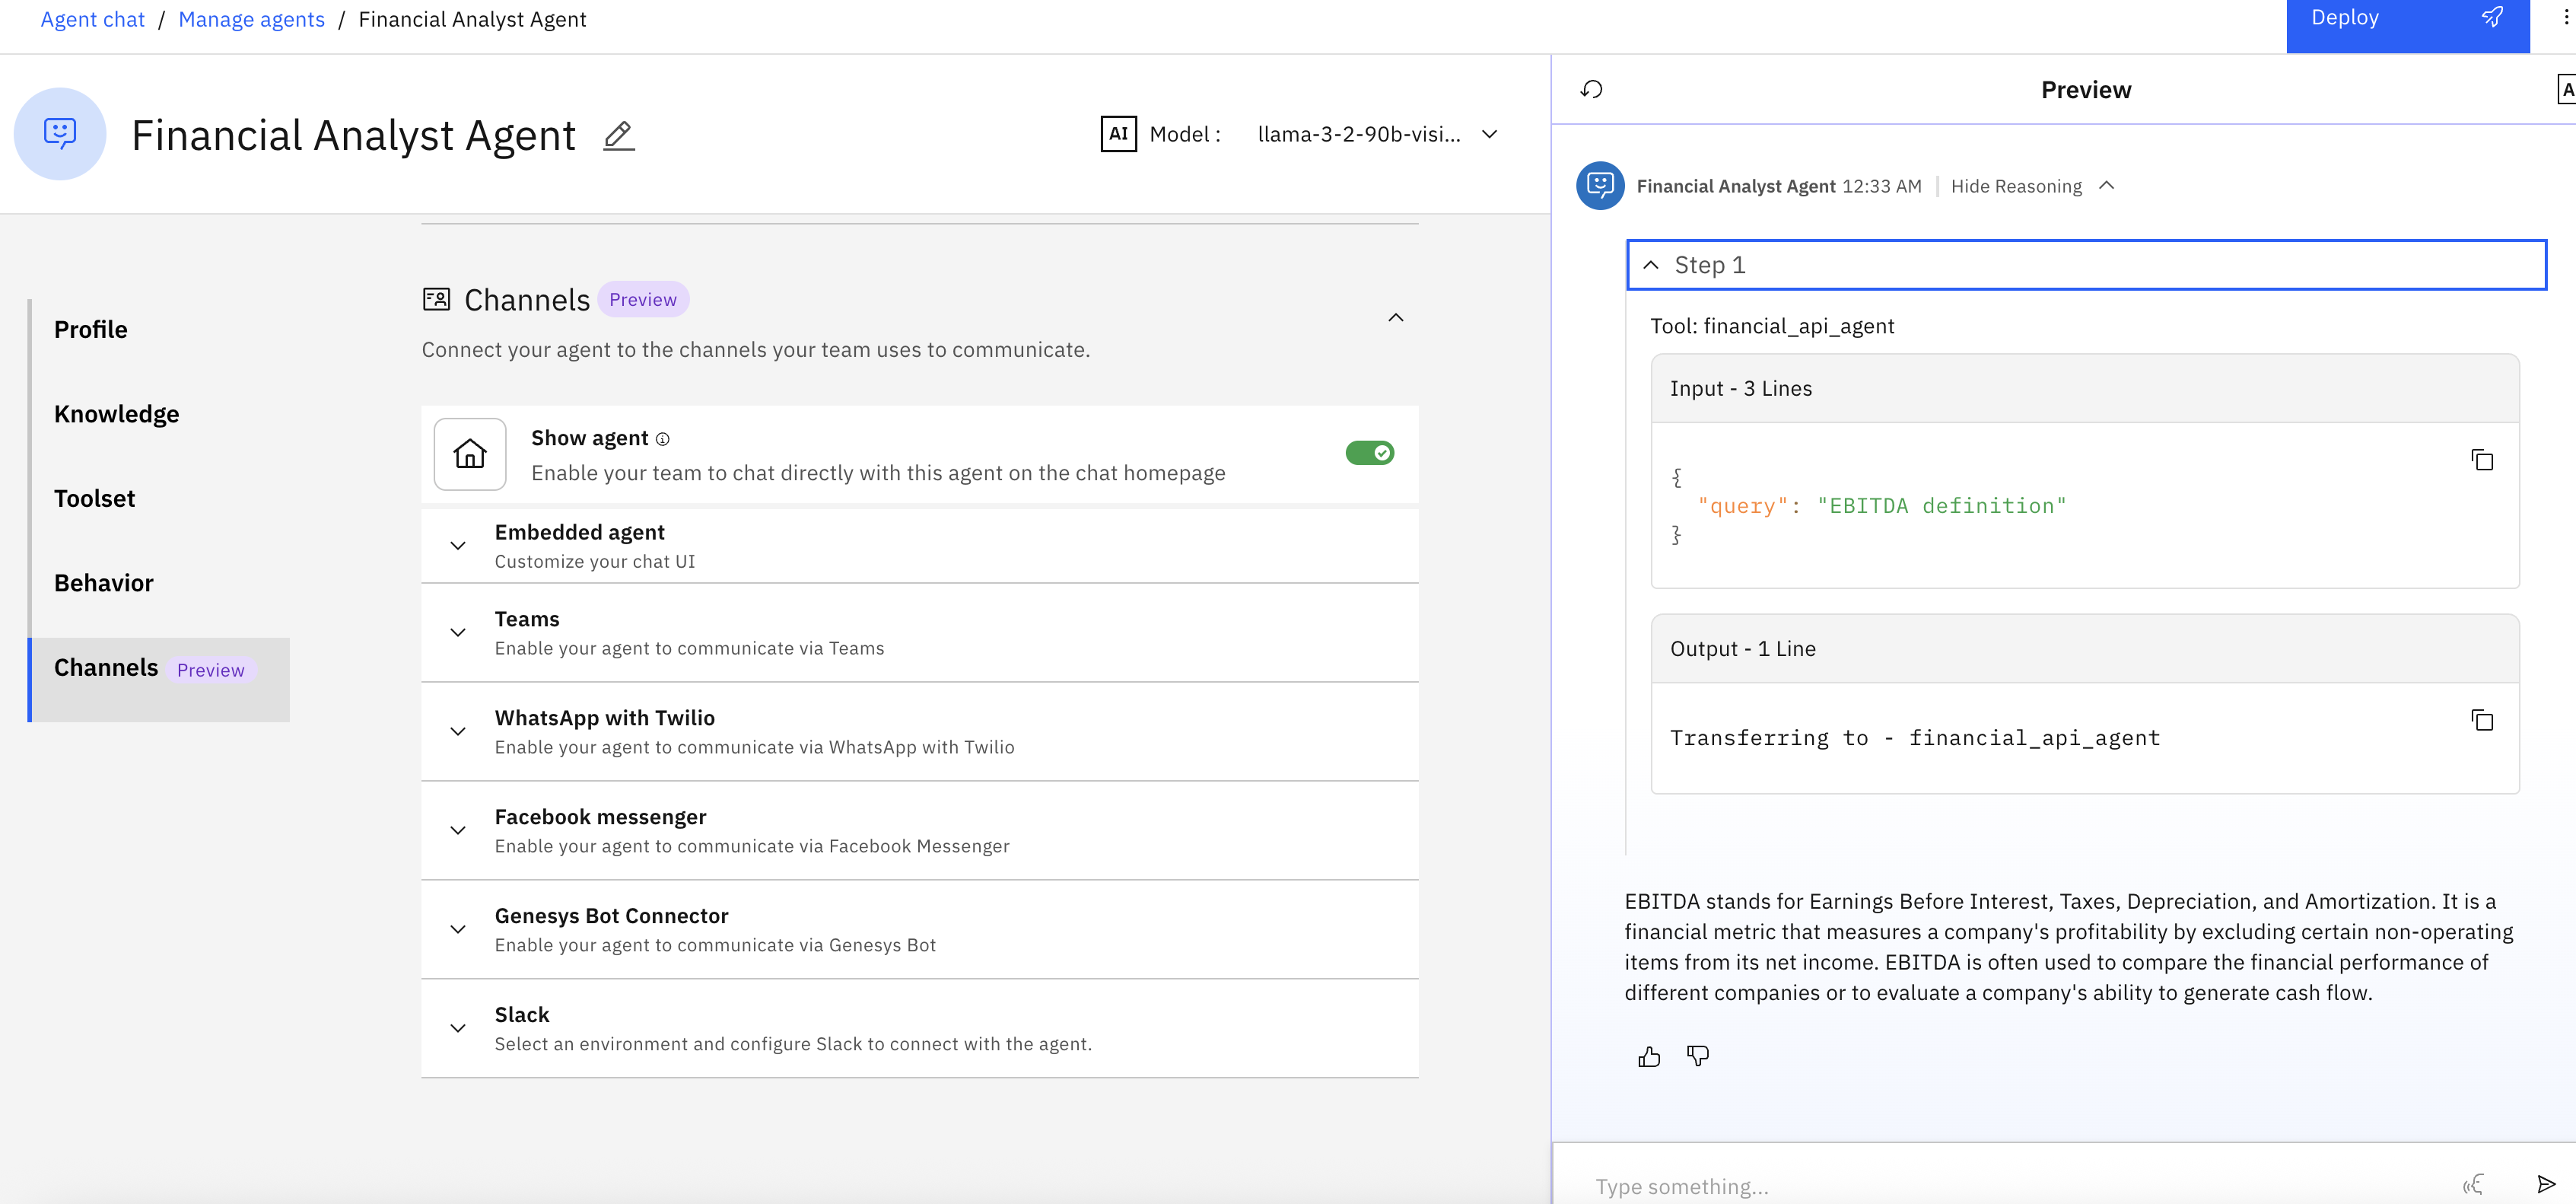 Agent chat / Manage agents / Financial Analyst Agent
Deploy
Financial Analyst Agent
AI Model : llama-3-2-90b-visi...
Profile
Knowledge
Toolset
Behavior
Channels Preview
Channels Preview
Connect your agent to the channels your team uses to communicate.
Show agent
Enable your team to chat directly with this agent on the chat homepage
Embedded agent
Customize your chat UI
Teams
Enable your agent to communicate via Teams
WhatsApp with Twilio
Enable your agent to communicate via WhatsApp with Twilio
Facebook messenger
Enable your agent to communicate via Facebook Messenger
Genesys Bot Connector
Enable your agent to communicate via Genesys Bot
Slack
Select an environment and configure Slack to connect with the agent.
Preview
Financial Analyst Agent 12:33 AM | Hide Reasoning
Step 1
Tool: financial_api_agent
Input - 3 Lines
{
"query": "EBITDA definition"
}
Output - 1 Line
Transferring to - financial_api_agent
EBITDA stands for Earnings Before Interest, Taxes, Depreciation, and Amortization. It is a
financial metric that measures a company's profitability by excluding certain non-operating
items from its net income. EBITDA is often used to compare the financial performance of
different companies or to evaluate a company's ability to generate cash flow.
Type something...